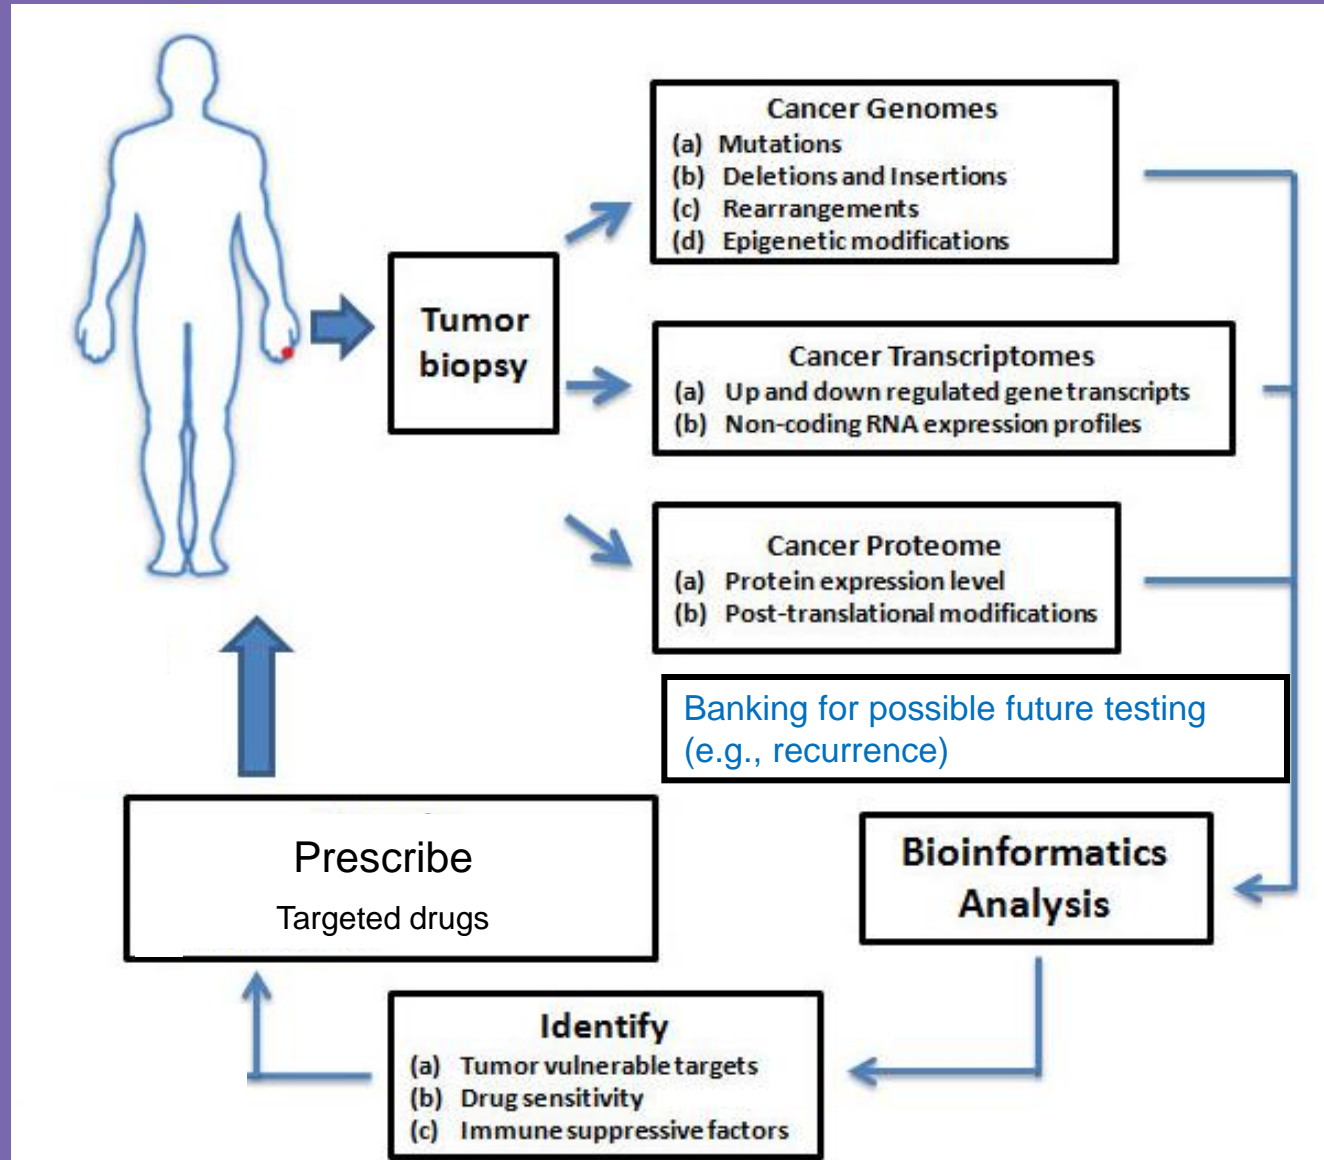 Cancer Genomes
(a) Mutations
(b) Deletions and Insertions
(c) Rearrangements
(d) Epigenetic modifications
Tumor
biopsy
Cancer Transcriptomes
(a) Up and down regulated gene transcripts
(b) Non-coding RNA expression profiles
Cancer Proteome
(a) Protein expression level
(b) Post-translational modifications
Banking for possible future testing
(e.g., recurrence)
Bioinformatics
Analysis
Prescribe
Targeted drugs
Identify
(a) Tumor vulnerable targets
(b) Drug sensitivity
(c) Immune suppressive factors